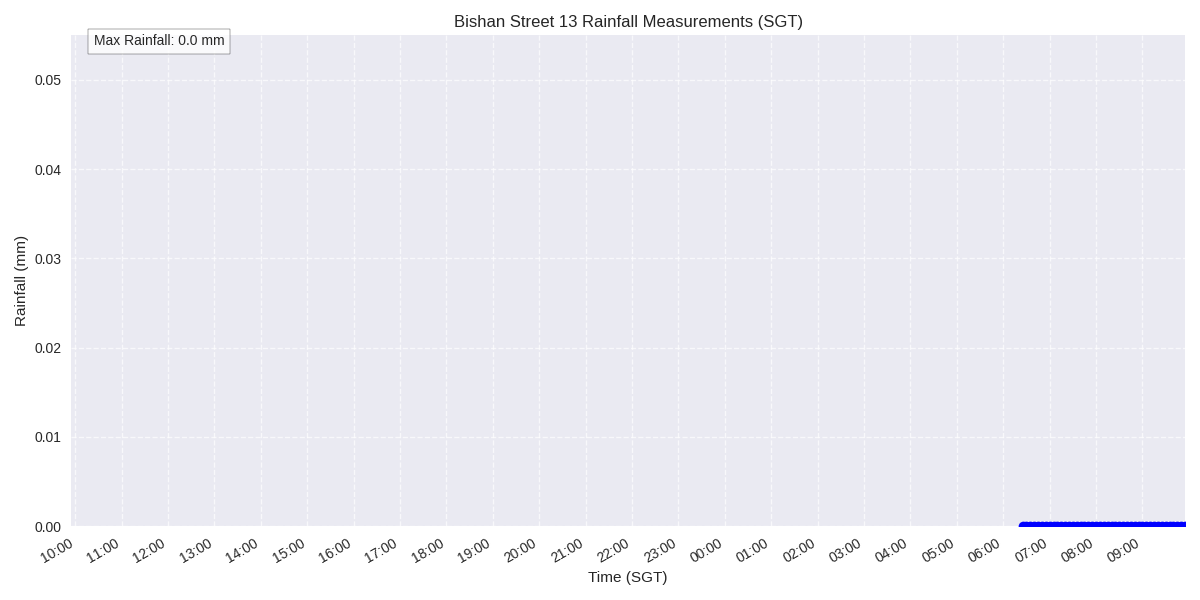 Bishan Street 13 Rainfall Measurements (SGT)
Max Rainfall: 0.0 mm
0.05
0.04
0.03
0.02
0.01
0.00
Rainfall (mm)
10:00 11:00 12:00 13:00 14:00 15:00 16:00 17:00 18:00 19:00 20:00 21:00 22:00 23:00 00:00 01:00 02:00 03:00 04:00 05:00 06:00 07:00 08:00 09:00
Time (SGT)